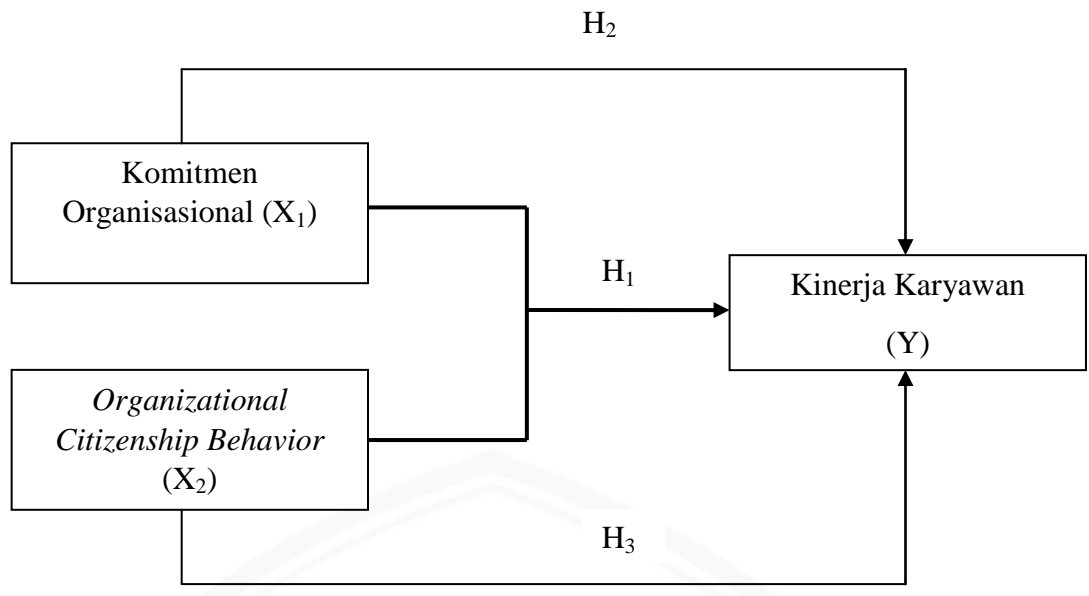 H₂
Komitmen
Organisasional (X₁)
H₁
Kinerja Karyawan
(Y)
Organizational
Citizenship Behavior
(X₂)
H₃